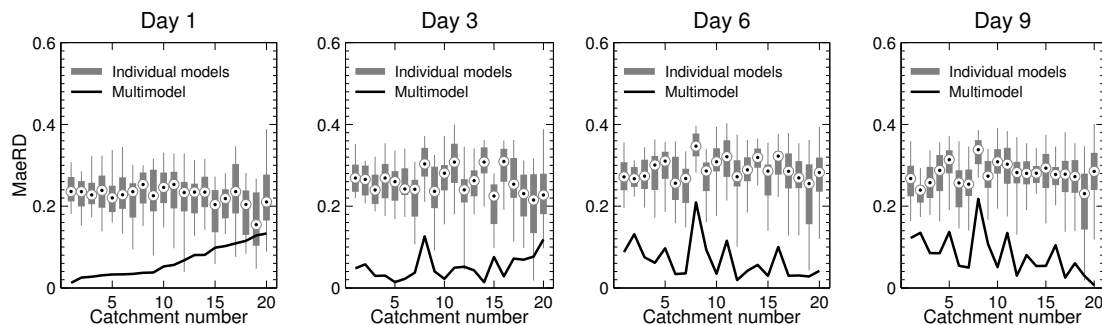 Day 1
Day 3
Day 6
Day 9
MaeRD
0.6
0.4
0.2
0
Individual models
Multimodel
5 10 15 20
Catchment number
0.6
0.4
0.2
0
Individual models
Multimodel
5 10 15 20
Catchment number
0.6
0.4
0.2
0
Individual models
Multimodel
5 10 15 20
Catchment number
0.6
0.4
0.2
0
Individual models
Multimodel
5 10 15 20
Catchment number